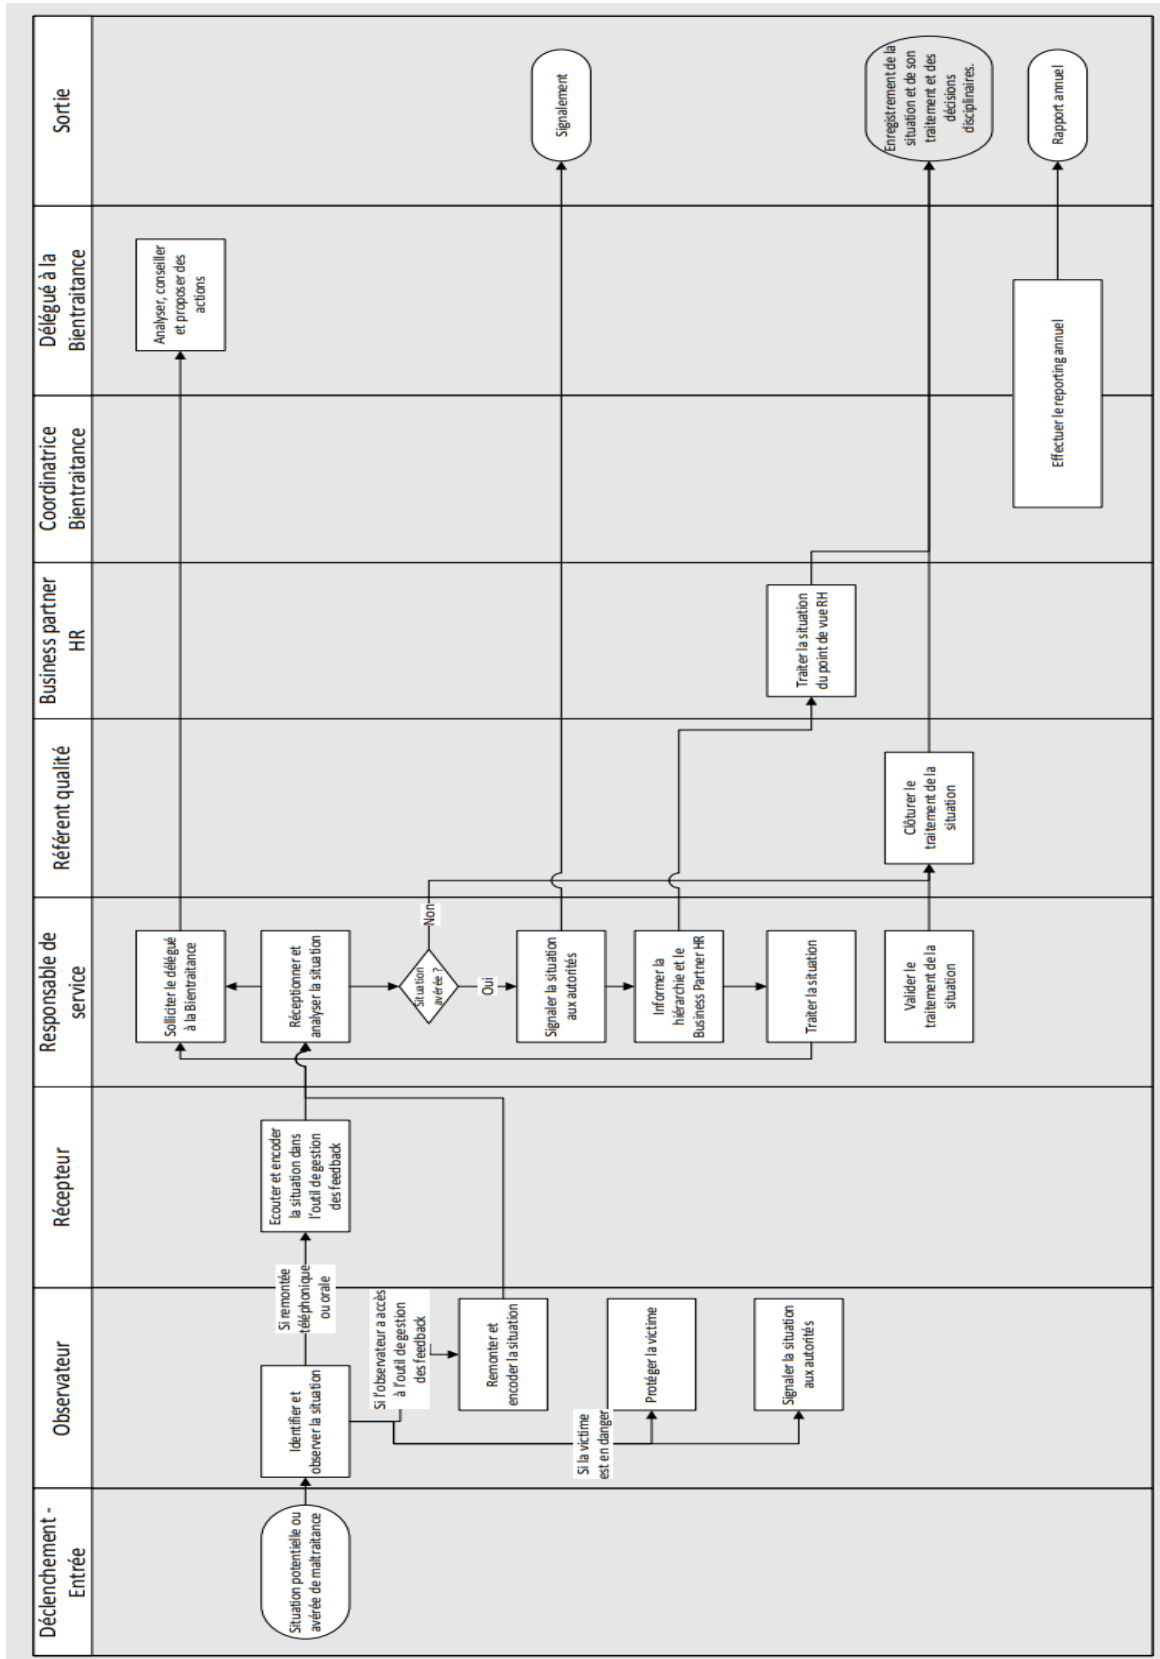 Déclenchement -
Entrée
Observateur
Récepteur
Responsable de
service
Référent qualité
Business partner
HR
Coordinatrice
Bientraitance
Délégué à la
Bientraitance
Sortie
Situation potentielle ou
avérée de maltraitance
Identifier et
observer la situation
Si remontée
téléphonique
ou orale
Ecouter et encoder
la situation dans
l'outil de gestion
des feedback
Si l'observateur a accès
à l'outil de gestion
des feedback
Remonter et
encoder la situation
Si la victime
est en danger
Protéger la victime
Signaler la situation
aux autorités
Solliciter le délégué
à la Bientraitance
Analyser, conseiller
et proposer des
actions
Réceptionner et
analyser la situation
Situation
avérée ?
Non
Oui
Signaler la situation
aux autorités
Signalement
Informer la
hiérarchie et le
Business Partner HR
Traiter la situation
du point de vue RH
Traiter la situation
Valider le
traitement de la
situation
Clôturer le
traitement de la
situation
Enregistrement de la
situation et de son
traitement et des
décisions
disciplinaires.
Effectuer le reporting annuel
Rapport annuel